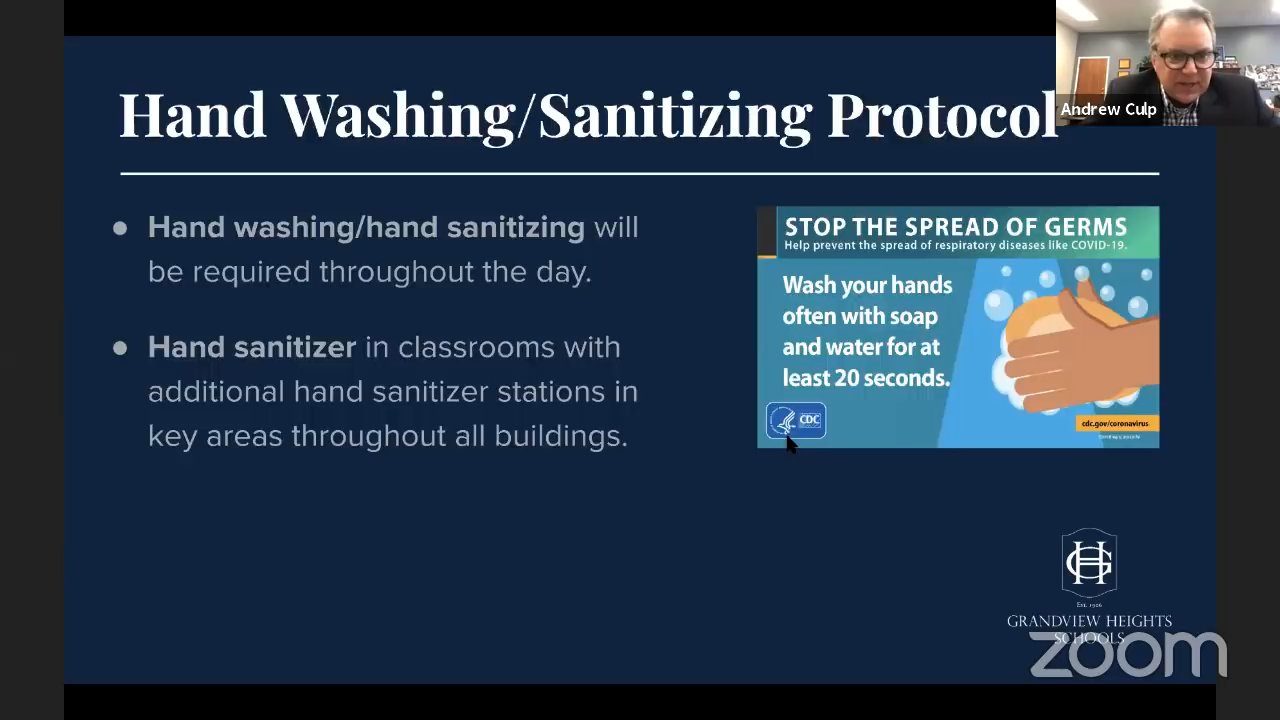 Hand Washing/Sanitizing Protocol
Andrew Culp
● Hand washing/hand sanitizing will
be required throughout the day.
● Hand sanitizer in classrooms with
additional hand sanitizer stations in
key areas throughout all buildings.
STOP THE SPREAD OF GERMS
Help prevent the spread of respiratory diseases like COVID-19.
Wash your hands
often with soap
and water for at
least 20 seconds.
CDC
cdc.gov/coronavirus
GH
EST. 1906
GRANDVIEW HEIGHTS
SCHOOLS
zoom